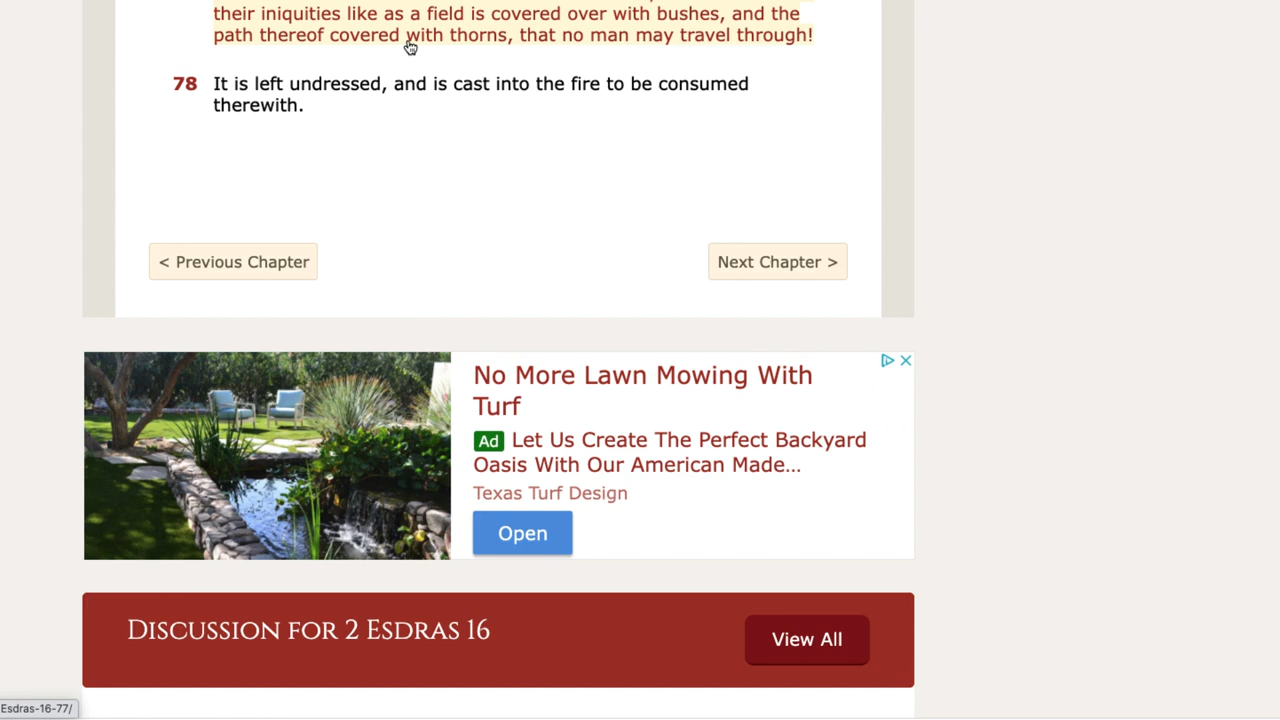 their iniquities like as a field is covered over with bushes, and the
path thereof covered with thorns, that no man may travel through!
78 It is left undressed, and is cast into the fire to be consumed
therewith.
< Previous Chapter
Next Chapter >
No More Lawn Mowing With
Turf
Ad Let Us Create The Perfect Backyard
Oasis With Our American Made...
Texas Turf Design
Open
Discussion for 2 Esdras 16
View All
Esdras-16-77/